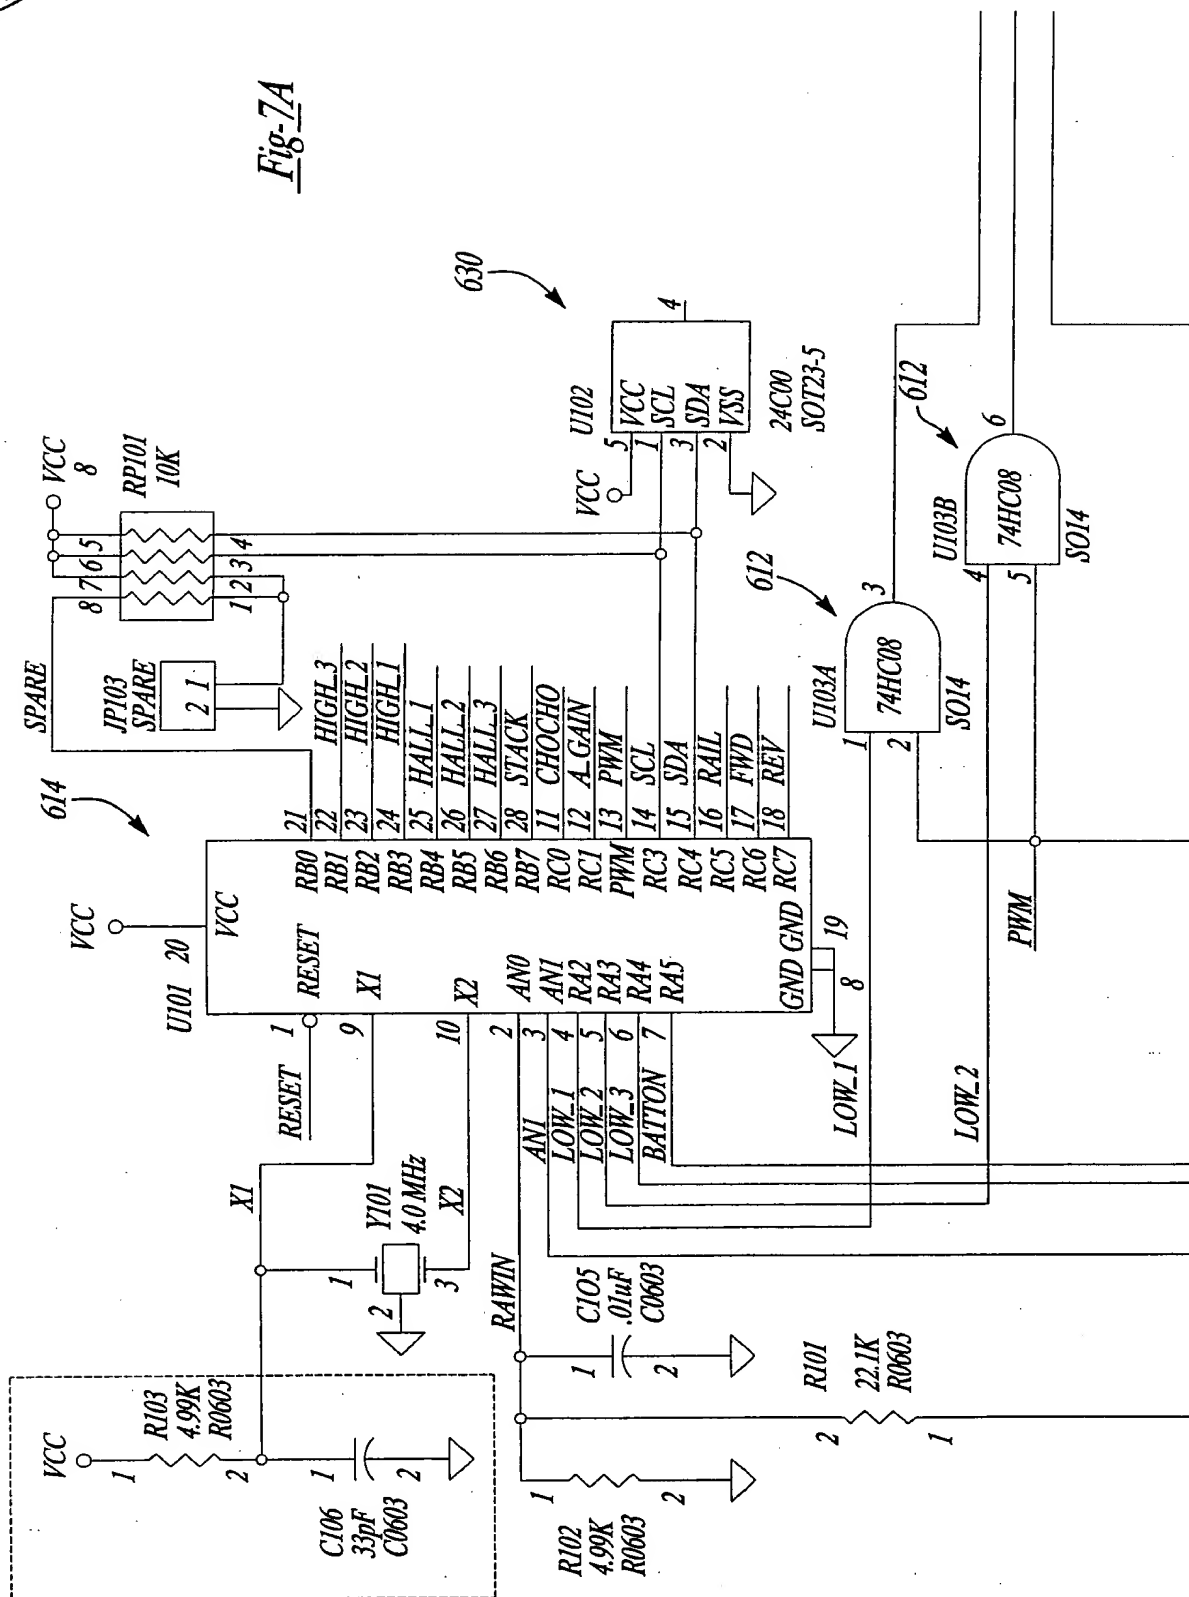 Fig-7A
VCC
R103
4.99K
R0603
1
2
C106
33pF
C0603
1
2
R102
4.99K
R0603
1
2
RAWIN
C105
.01uF
C0603
1
2
R101
22.1K
R0603
2
1
X1
Y101
4.0 MHz
1
2
3
X2
RESET
AN1
LOW_1
LOW_2
LOW_3
BATTON
1
9
10
2
3
4
5
6
7
VCC
U101
20
614
VCC
RESET
X1
X2
AN0
AN1
RA2
RA3
RA4
RA5
GND GND
8
19
RB0
RB1
RB2
RB3
RB4
RB5
RB6
RB7
RC0
RC1
PWM
RC3
RC4
RC5
RC6
RC7
21
22 HIGH_3
23 HIGH_2
24 HIGH_1
25 HALL_1
26 HALL_2
27 HALL_3
28 STACK
11 CHOCHO
12 A_GAIN
13 PWM
14 SCL
15 SDA
16 RAIL
17 FWD
18 REV
SPARE
JP103
SPARE
2 1
VCC
8
RP101
10K
8 7 6 5
1 2 3 4
630
U102
VCC
5 VCC
1 SCL
3 SDA
2 VSS
4
24C00
SOT23-5
LOW_1
612
U103A
1
2
3
74HC08
SO14
LOW_2
PWM
612
U103B
4
5
6
74HC08
SO14